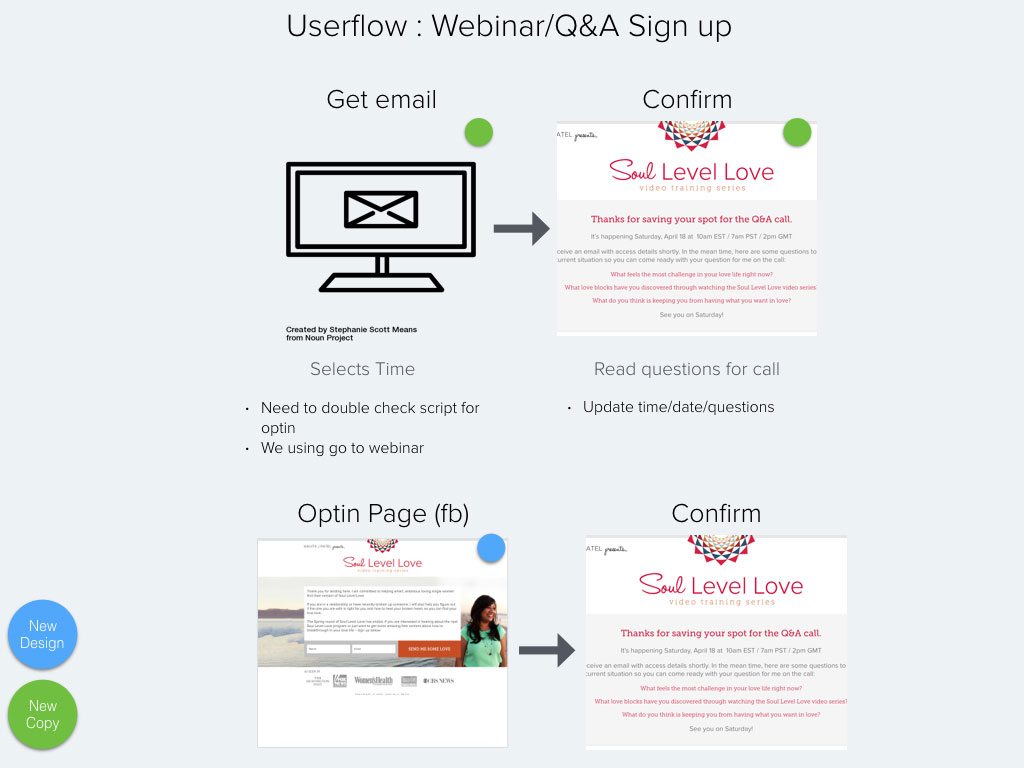 Userflow : Webinar/Q&A Sign up
Get email
Confirm
ATEL presents
Soul Level Love
video training series
Thanks for saving your spot for the Q&A call.
It's happening Saturday, April 18 at 10am EST / 7am PST / 2pm GMT
ceive an email with access details shortly. In the mean time, here are some questions to
urrent situation so you can come ready with your question for me on the call:
What feels the most challenge in your love life right now?
What love blocks have you discovered through watching the Soul Level Love video series
What do you think is keeping you from having what you want in love?
See you on Saturday!
Created by Stephanie Scott Means
from Noun Project
Selects Time
Read questions for call
• Need to double check script for
optin
• We using go to webinar
• Update time/date/questions
Optin Page (fb)
Confirm
presents
Soul Level Love
video training series
SEND ME SOME LOVE
Women'sHealth
CBS NEWS
ATEL presents
Soul Level Love
video training series
Thanks for saving your spot for the Q&A call.
It's happening Saturday, April 18 at 10am EST / 7am PST / 2pm GMT
ceive an email with access details shortly. In the mean time, here are some questions to
urrent situation so you can come ready with your question for me on the call:
What feels the most challenge in your love life right now?
What love blocks have you discovered through watching the Soul Level Love video series
What do you think is keeping you from having what you want in love?
See you on Saturday!
New
Design
New
Copy